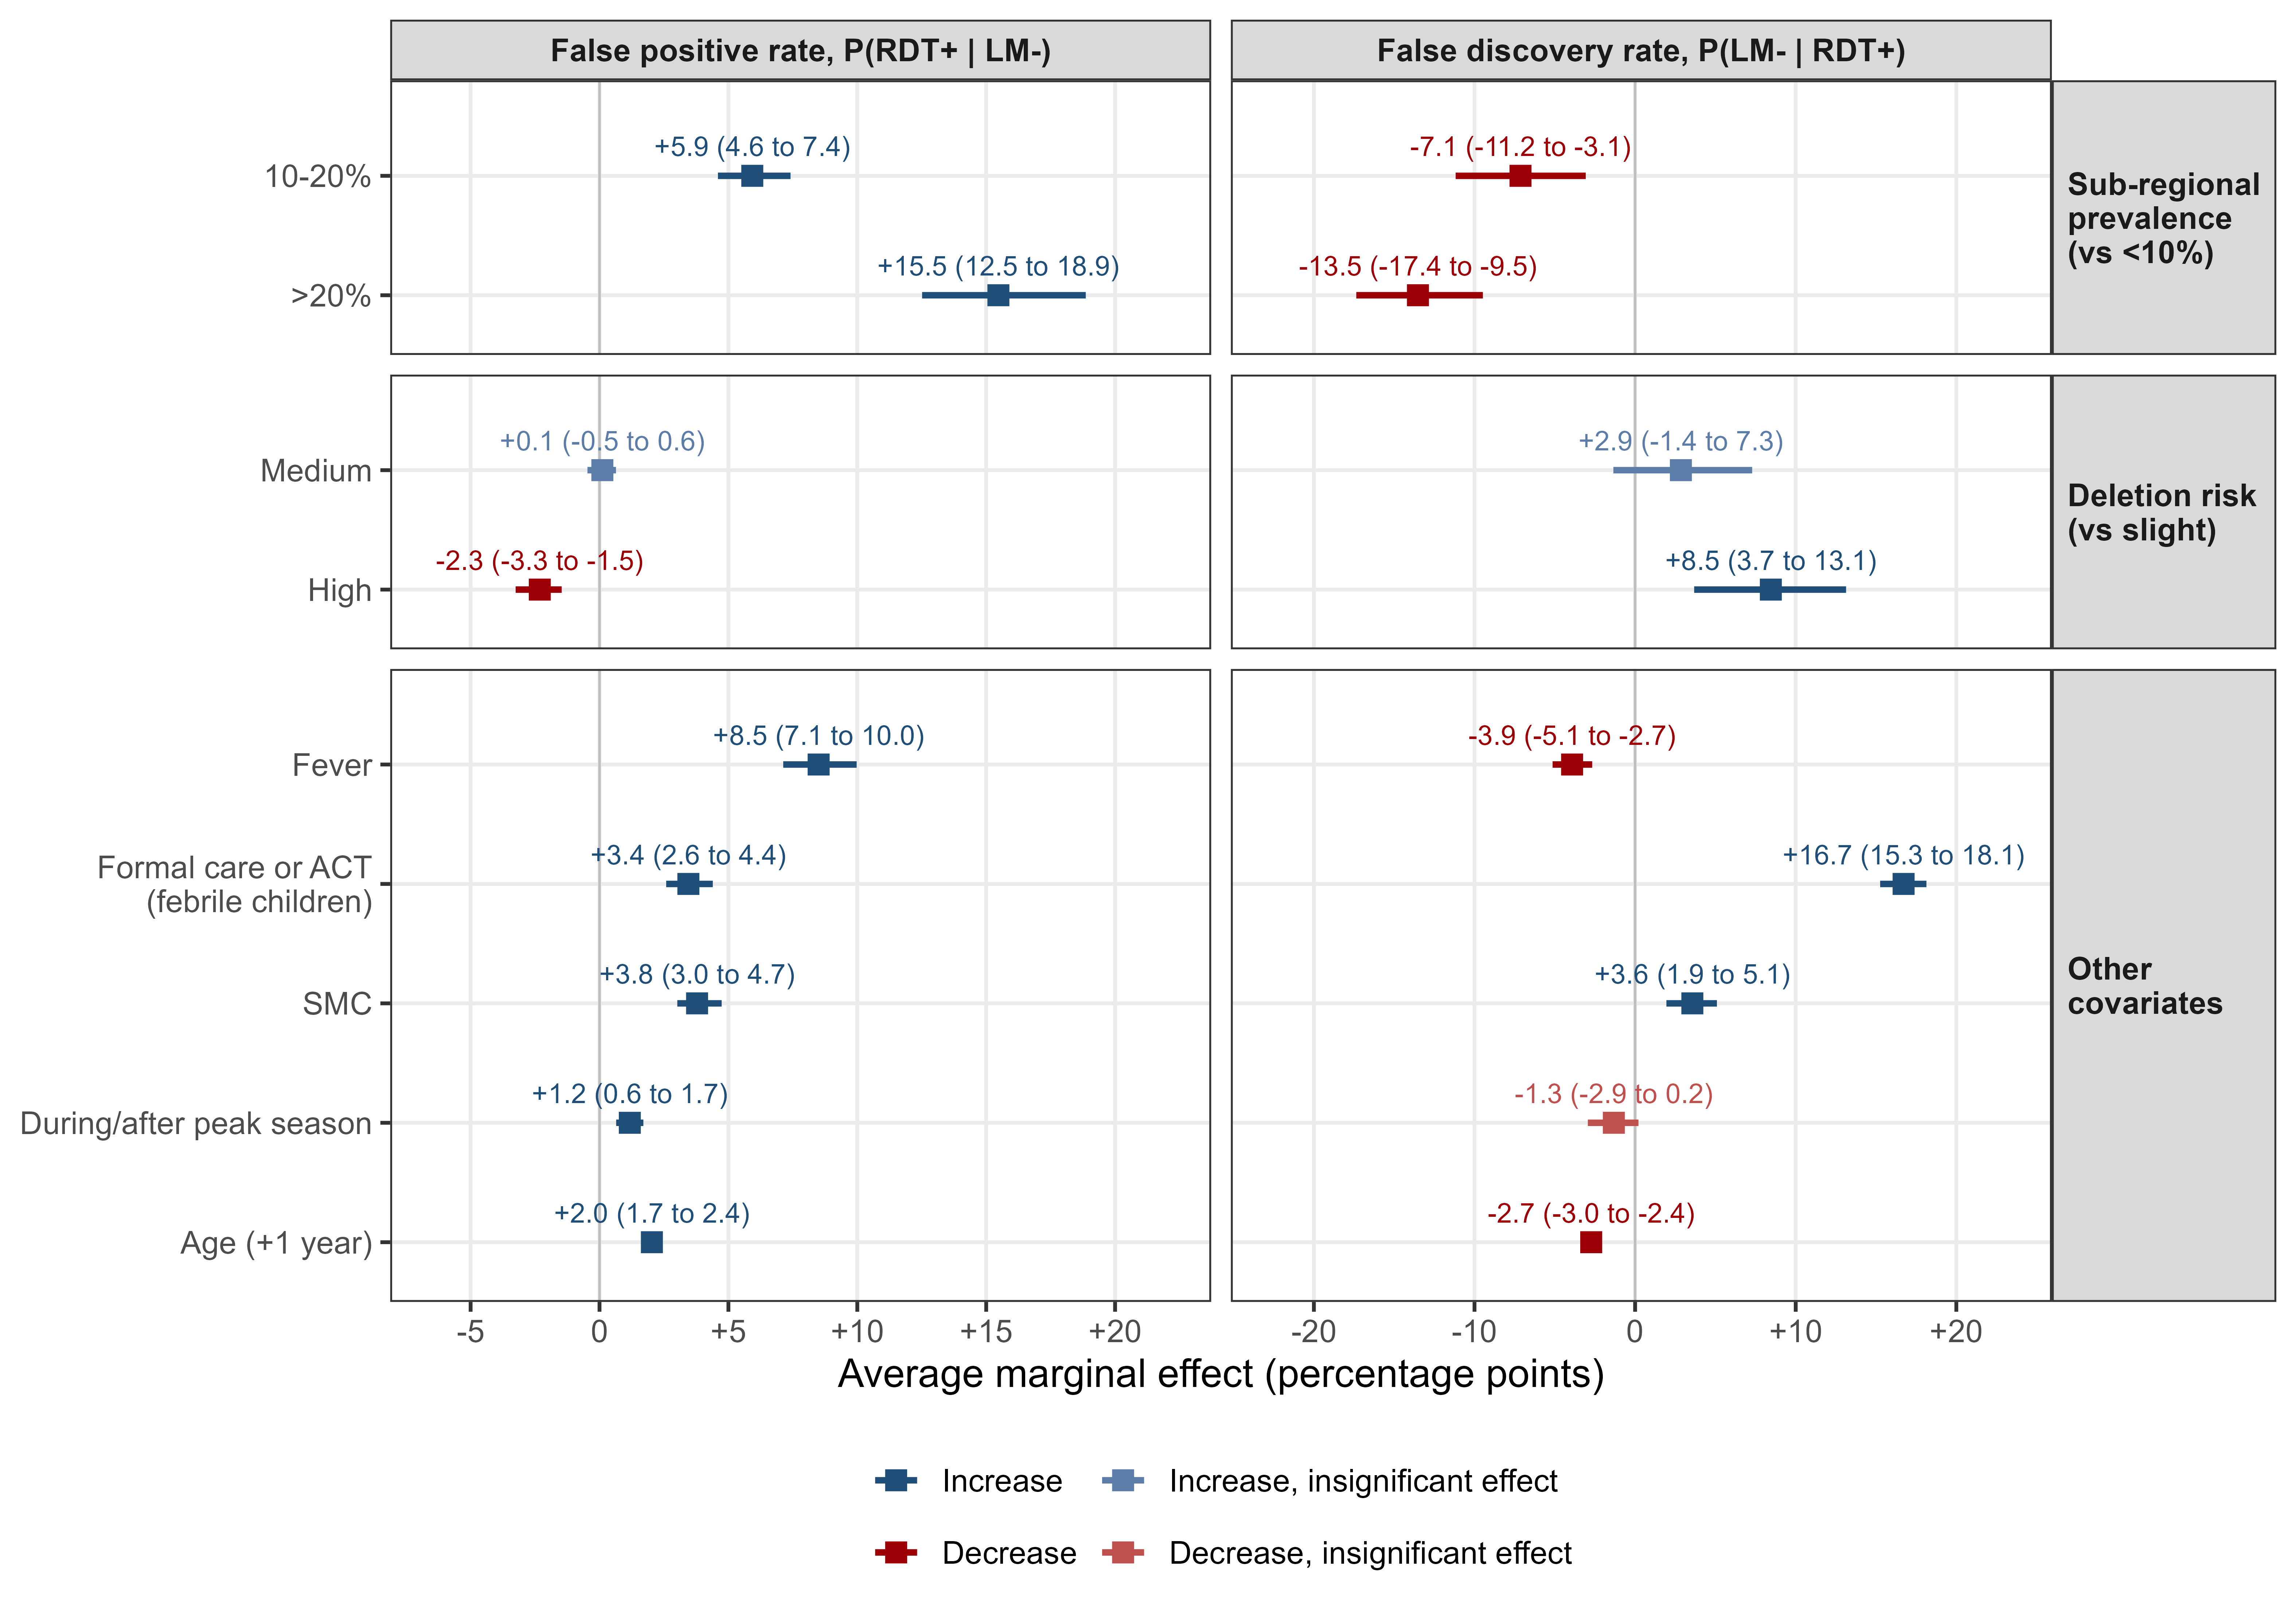 False positive rate, P(RDT+ | LM-)
False discovery rate, P(LM- | RDT+)
10-20%
+5.9 (4.6 to 7.4)
-7.1 (-11.2 to -3.1)
>20%
+15.5 (12.5 to 18.9)
-13.5 (-17.4 to -9.5)
Sub-regional
prevalence
(vs <10%)
Medium
+0.1 (-0.5 to 0.6)
+2.9 (-1.4 to 7.3)
High
-2.3 (-3.3 to -1.5)
+8.5 (3.7 to 13.1)
Deletion risk
(vs slight)
Fever
+8.5 (7.1 to 10.0)
-3.9 (-5.1 to -2.7)
Formal care or ACT
(febrile children)
+3.4 (2.6 to 4.4)
+16.7 (15.3 to 18.1)
SMC
+3.8 (3.0 to 4.7)
+3.6 (1.9 to 5.1)
During/after peak season
+1.2 (0.6 to 1.7)
-1.3 (-2.9 to 0.2)
Age (+1 year)
+2.0 (1.7 to 2.4)
-2.7 (-3.0 to -2.4)
Other
covariates
-5 0 +5 +10 +15 +20
-20 -10 0 +10 +20
Average marginal effect (percentage points)
Increase
Increase, insignificant effect
Decrease
Decrease, insignificant effect